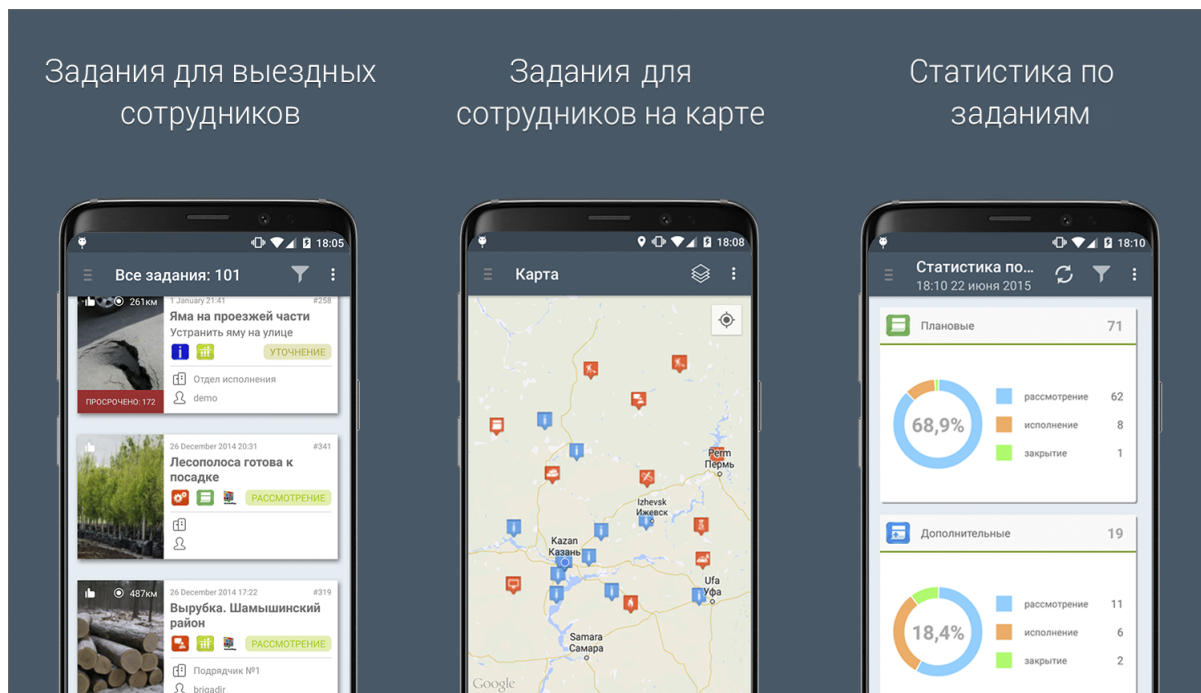 Задания для выездных
сотрудников
Задания для
сотрудников на карте
Статистика по
заданиям
18:05
Все задания: 101
261км
1 January 21:41
#258
Яма на проезжей части
Устранить яму на улице
УТОЧНЕНИЕ
Отдел исполнения
demo
ПРОСРОЧЕНО: 172
26 December 2014 20:31
#341
Лесополоса готова к
посадке
РАССМОТРЕНИЕ
487км
26 December 2014 17:22
#319
Вырубка. Шамышинский
район
РАССМОТРЕНИЕ
Подрядчик №1
brigadir
18:08
Карта
Perm
Пермь
Izhevsk
Ижевск
Kazan
Казань
Ufa
Уфа
Samara
Самара
Google
18:10
Статистика по...
18:10 22 июня 2015
Плановые
71
68,9%
рассмотрение 62
исполнение 8
закрытие 1
Дополнительные
19
18,4%
рассмотрение 11
исполнение 6
закрытие 2